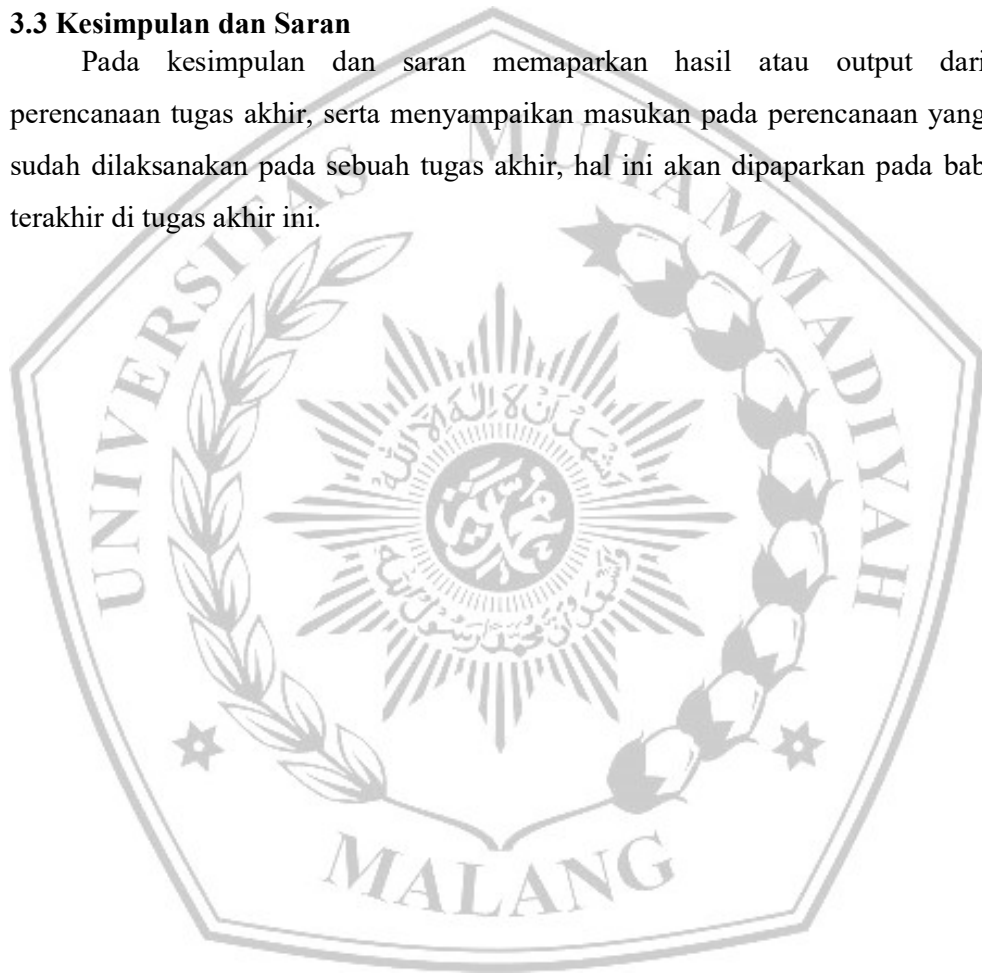 3.3 Kesimpulan dan Saran
Pada kesimpulan dan saran memaparkan hasil atau output dari
perencanaan tugas akhir, serta menyampaikan masukan pada perencanaan yang
sudah dilaksanakan pada sebuah tugas akhir, hal ini akan dipaparkan pada bab
terakhir di tugas akhir ini.
UNIVERSITAS MUHAMMADIYAH
MALANG